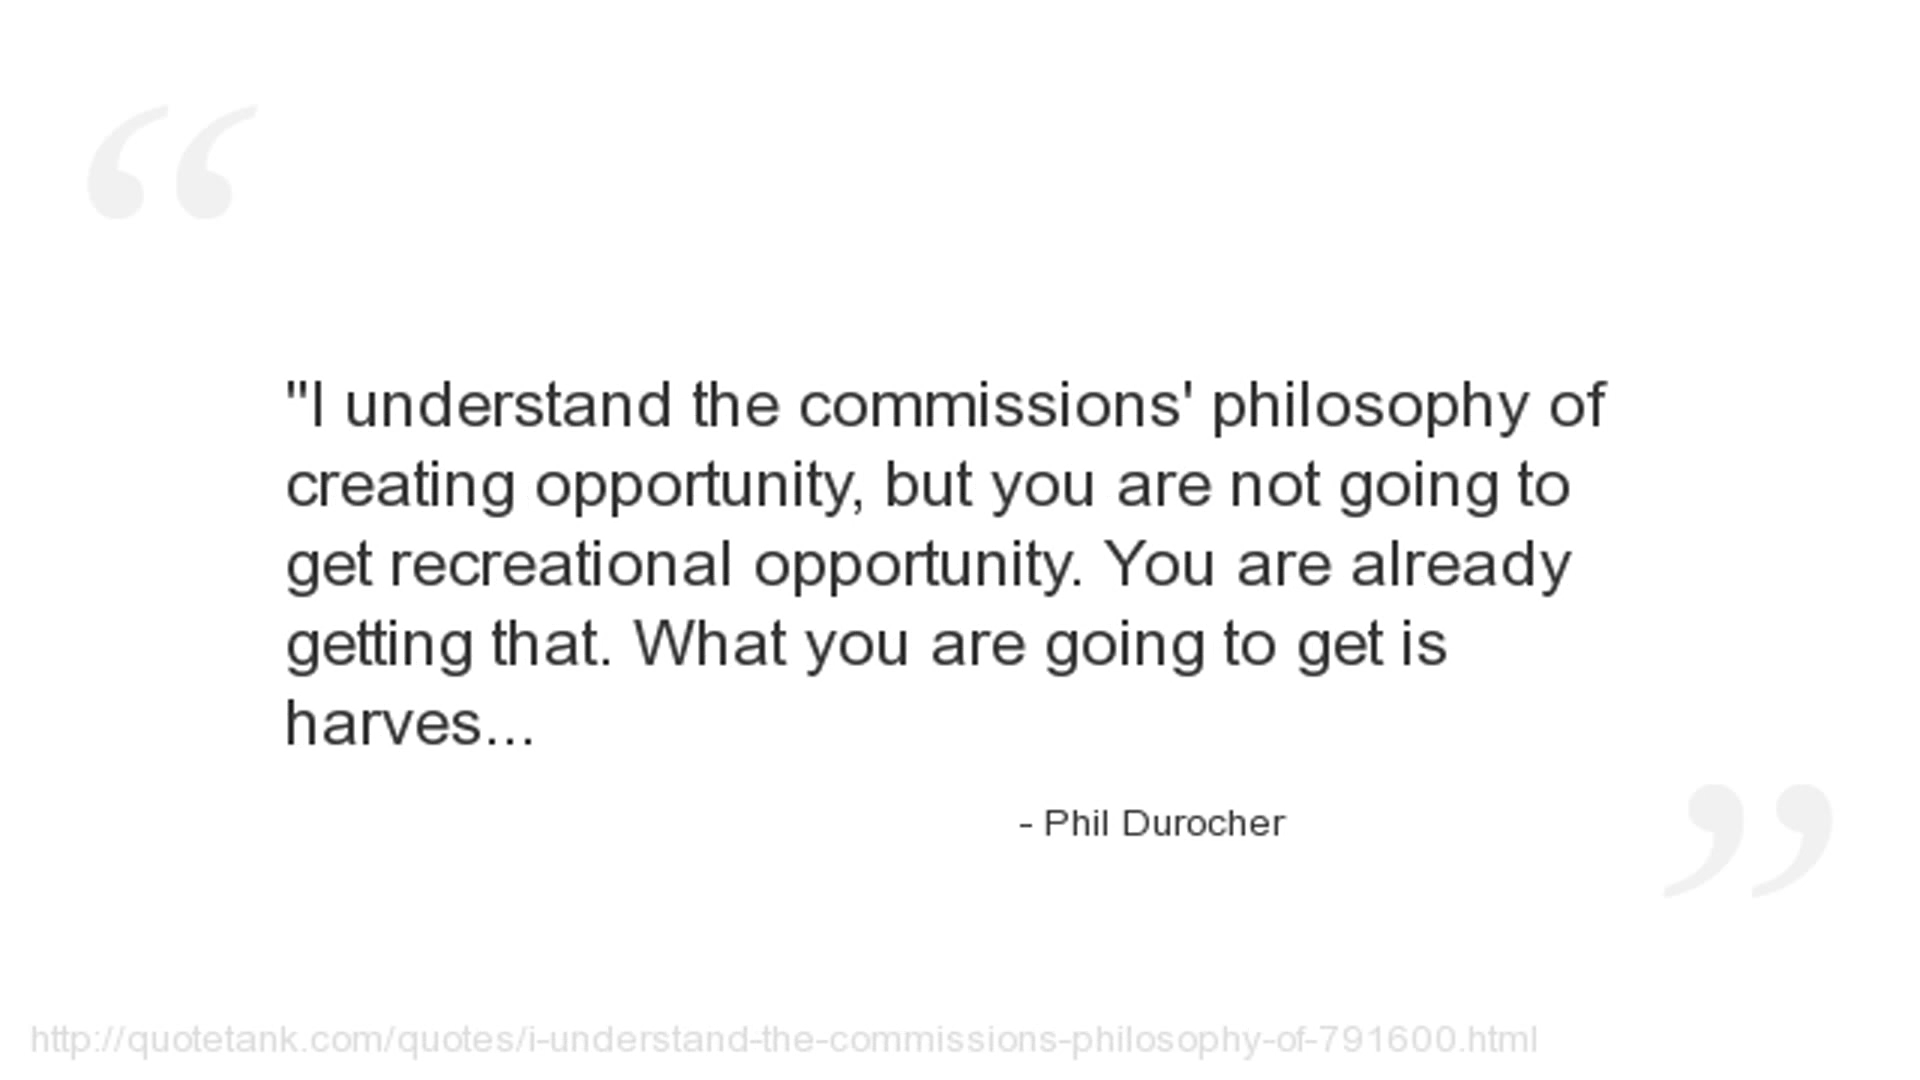 "I understand the commissions' philosophy of
creating opportunity, but you are not going to
get recreational opportunity. You are already
getting that. What you are going to get is
harves...
- Phil Durocher
http://quotetank.com/quotes/i-understand-the-commissions-philosophy-of-791600.html